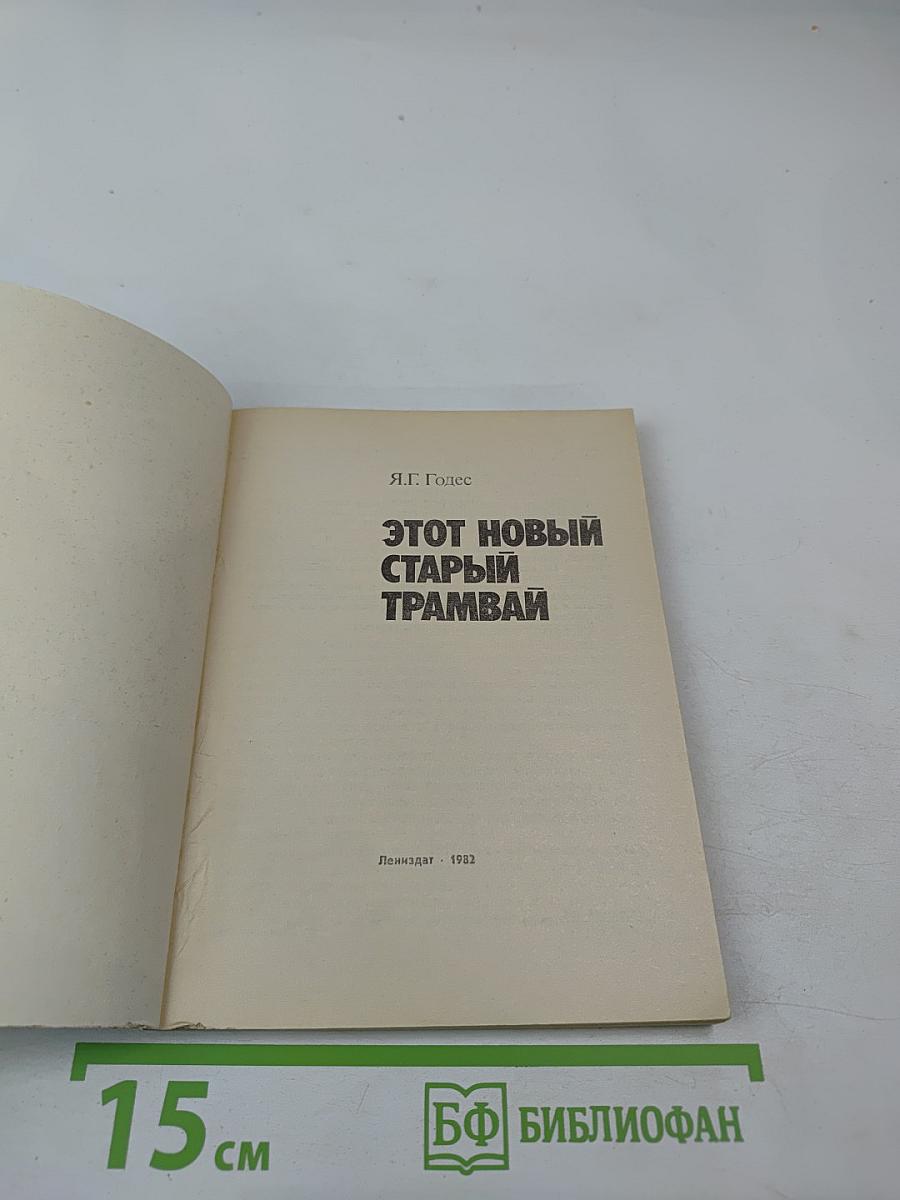 Я.Г. Годес
ЭТОТ НОВЫЙ
СТАРЫЙ
ТРАМВАЙ
Лениздат · 1982
15 см
БФ БИБЛИОФАН